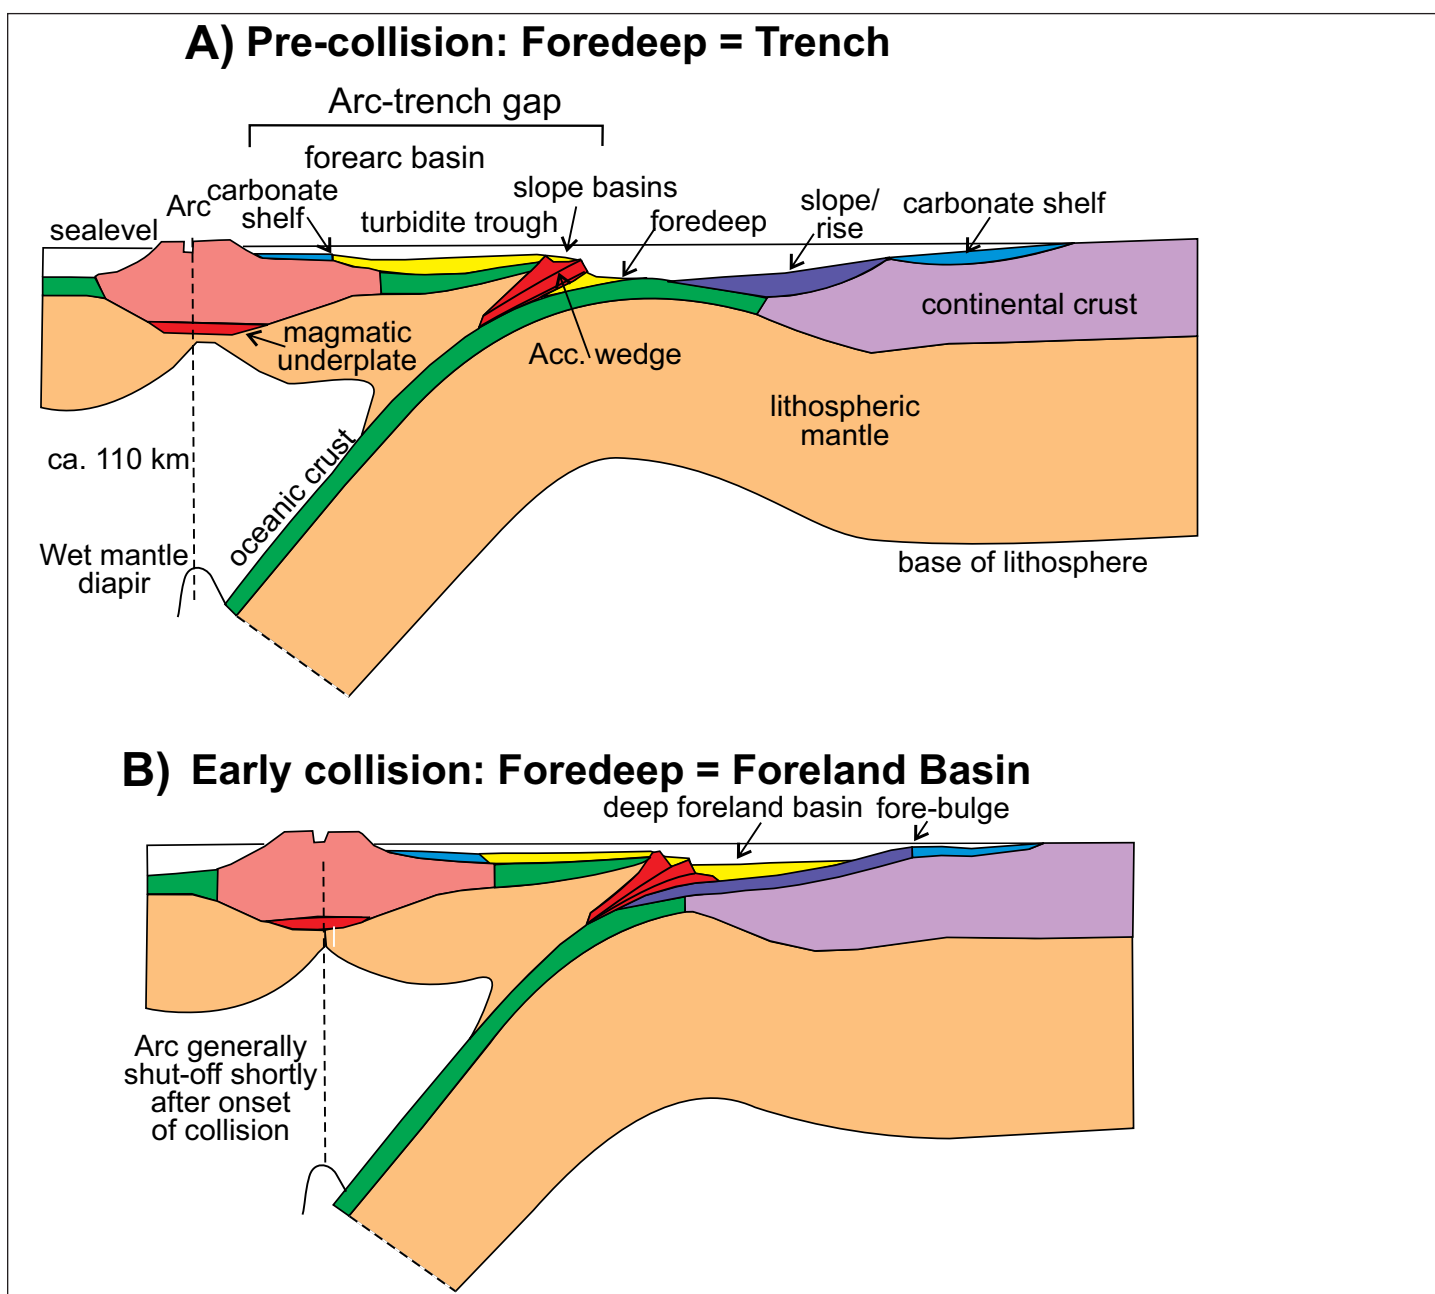 A) Pre-collision: Foredeep = Trench
Arc-trench gap
forearc basin
carbonate
shelf
slope basins
slope/
rise
carbonate shelf
Arc
sealevel
turbidite trough
foredeep
continental crust
magmatic
underplate
Acc. wedge
lithospheric
mantle
ca. 110 km
oceanic crust
Wet mantle
diapir
base of lithosphere
B) Early collision: Foredeep = Foreland Basin
deep foreland basin
fore-bulge
Arc generally
shut-off shortly
after onset
of collision